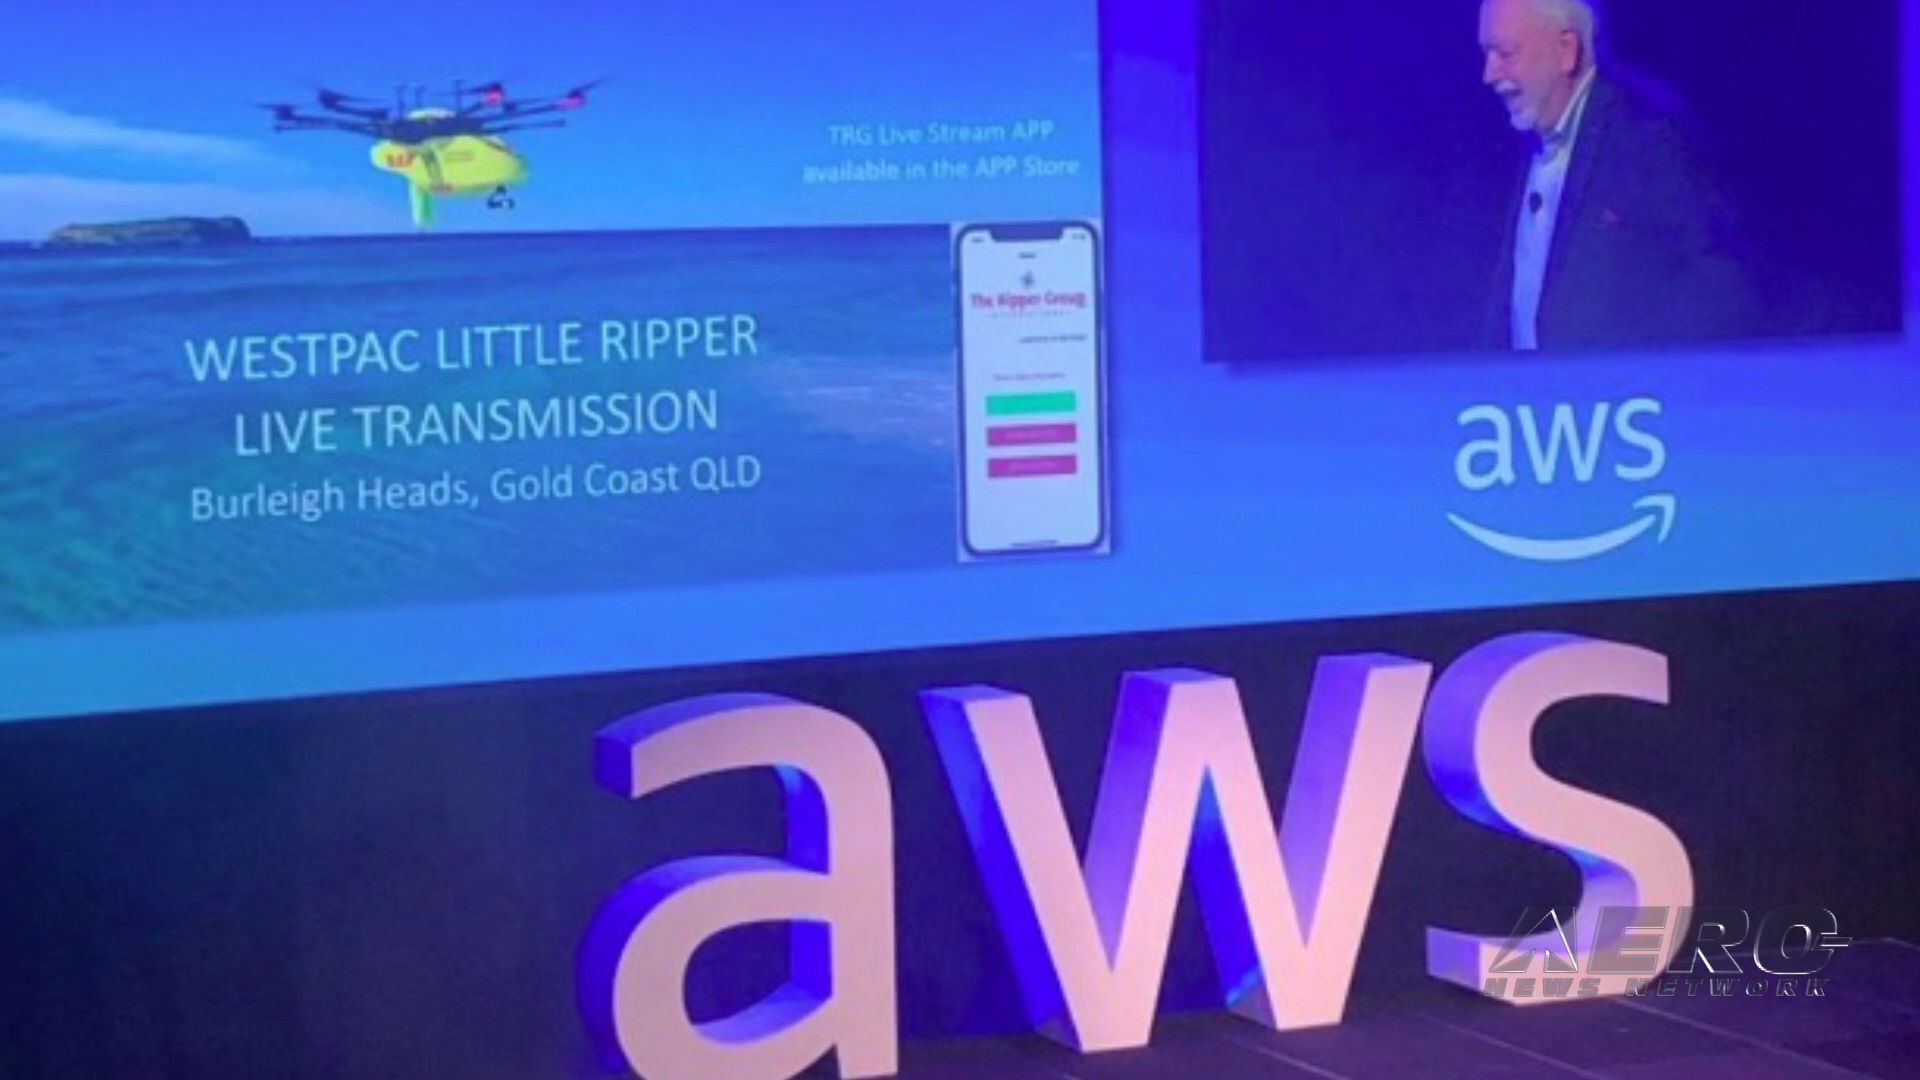 TRG Live Stream APP
available in the APP Store
The Ripper Group
WESTPAC LITTLE RIPPER
LIVE TRANSMISSION
Burleigh Heads, Gold Coast QLD
aws
aws
AERO
NEWS NETWORK